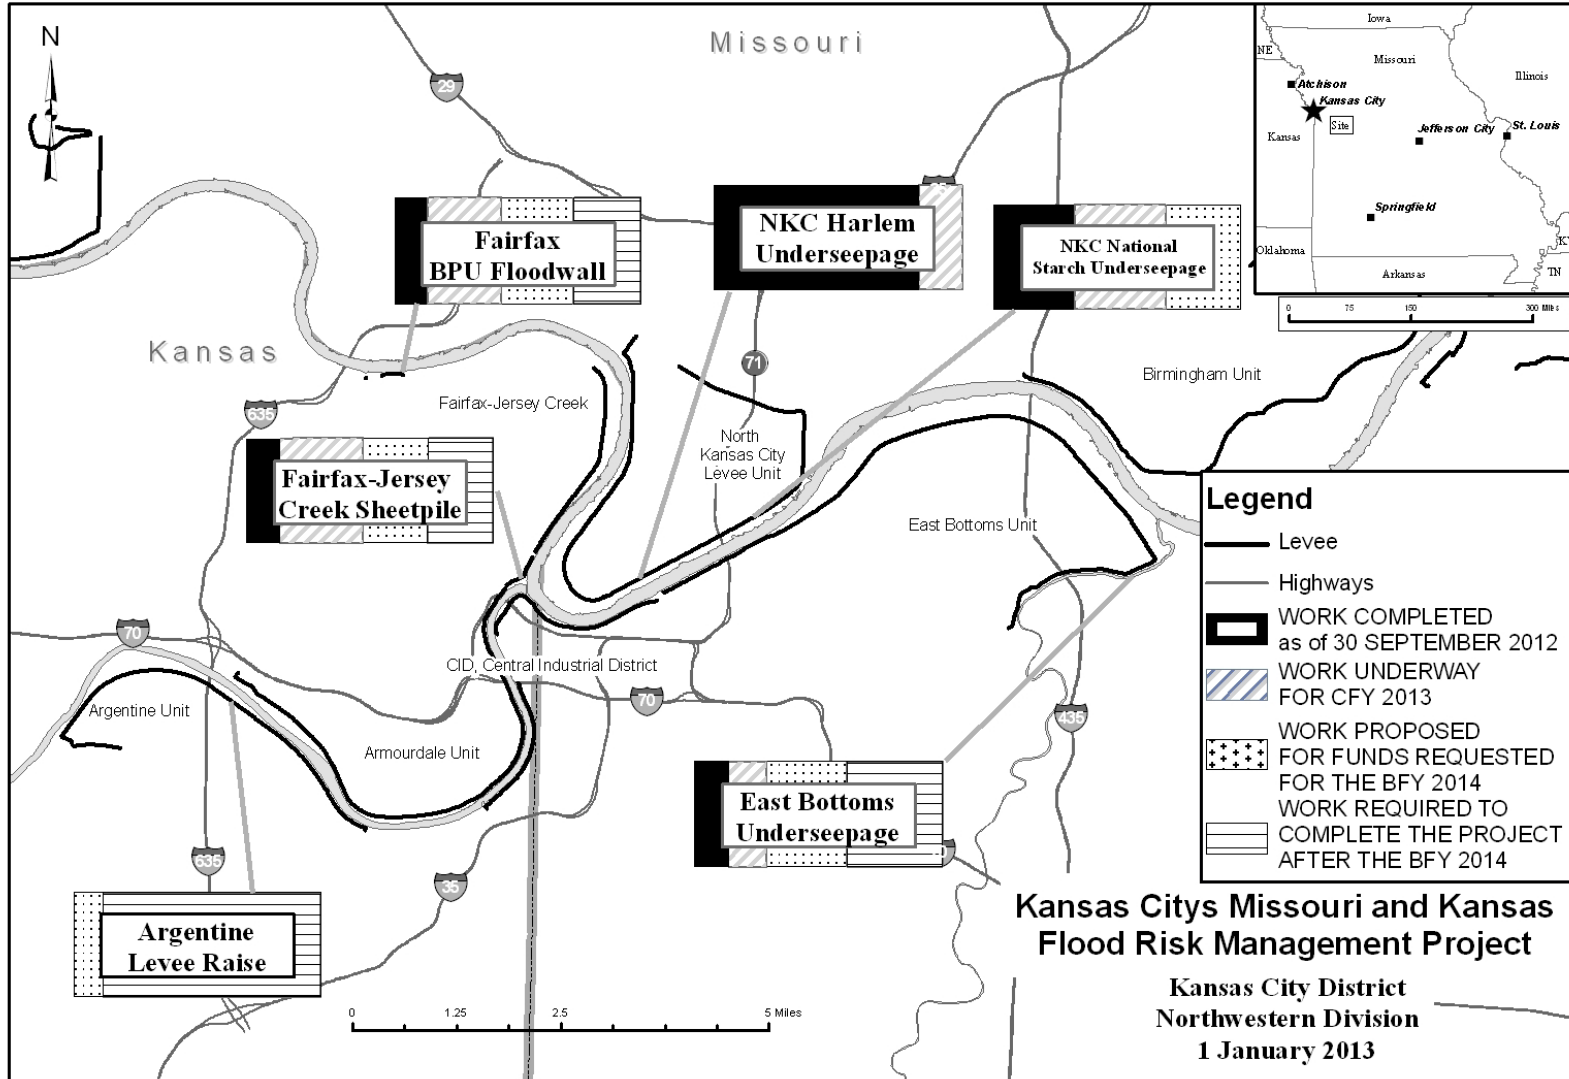 N
Missouri
29
Iowa
NE
Missouri
Illinois
Atchison
Kansas City
Site
Kansas
Jefferson City
St. Louis
Springfield
Oklahoma
Arkansas
TN
0 75 150 300 Miles
Fairfax
BPU Floodwall
NKC Harlem
Underseepage
NKC National
Starch Underseepage
Kansas
71
Birmingham Unit
635
Fairfax-Jersey Creek
North
Kansas City
Levee Unit
Fairfax-Jersey
Creek Sheetpile
East Bottoms Unit
Legend
Levee
Highways
WORK COMPLETED
as of 30 SEPTEMBER 2012
WORK UNDERWAY
FOR CFY 2013
WORK PROPOSED
FOR FUNDS REQUESTED
FOR THE BFY 2014
WORK REQUIRED TO
COMPLETE THE PROJECT
AFTER THE BFY 2014
70
CID, Central Industrial District
70
435
Argentine Unit
Armourdale Unit
East Bottoms
Underseepage
635
35
Argentine
Levee Raise
Kansas Citys Missouri and Kansas
Flood Risk Management Project
Kansas City District
Northwestern Division
1 January 2013
0 1.25 2.5 5 Miles